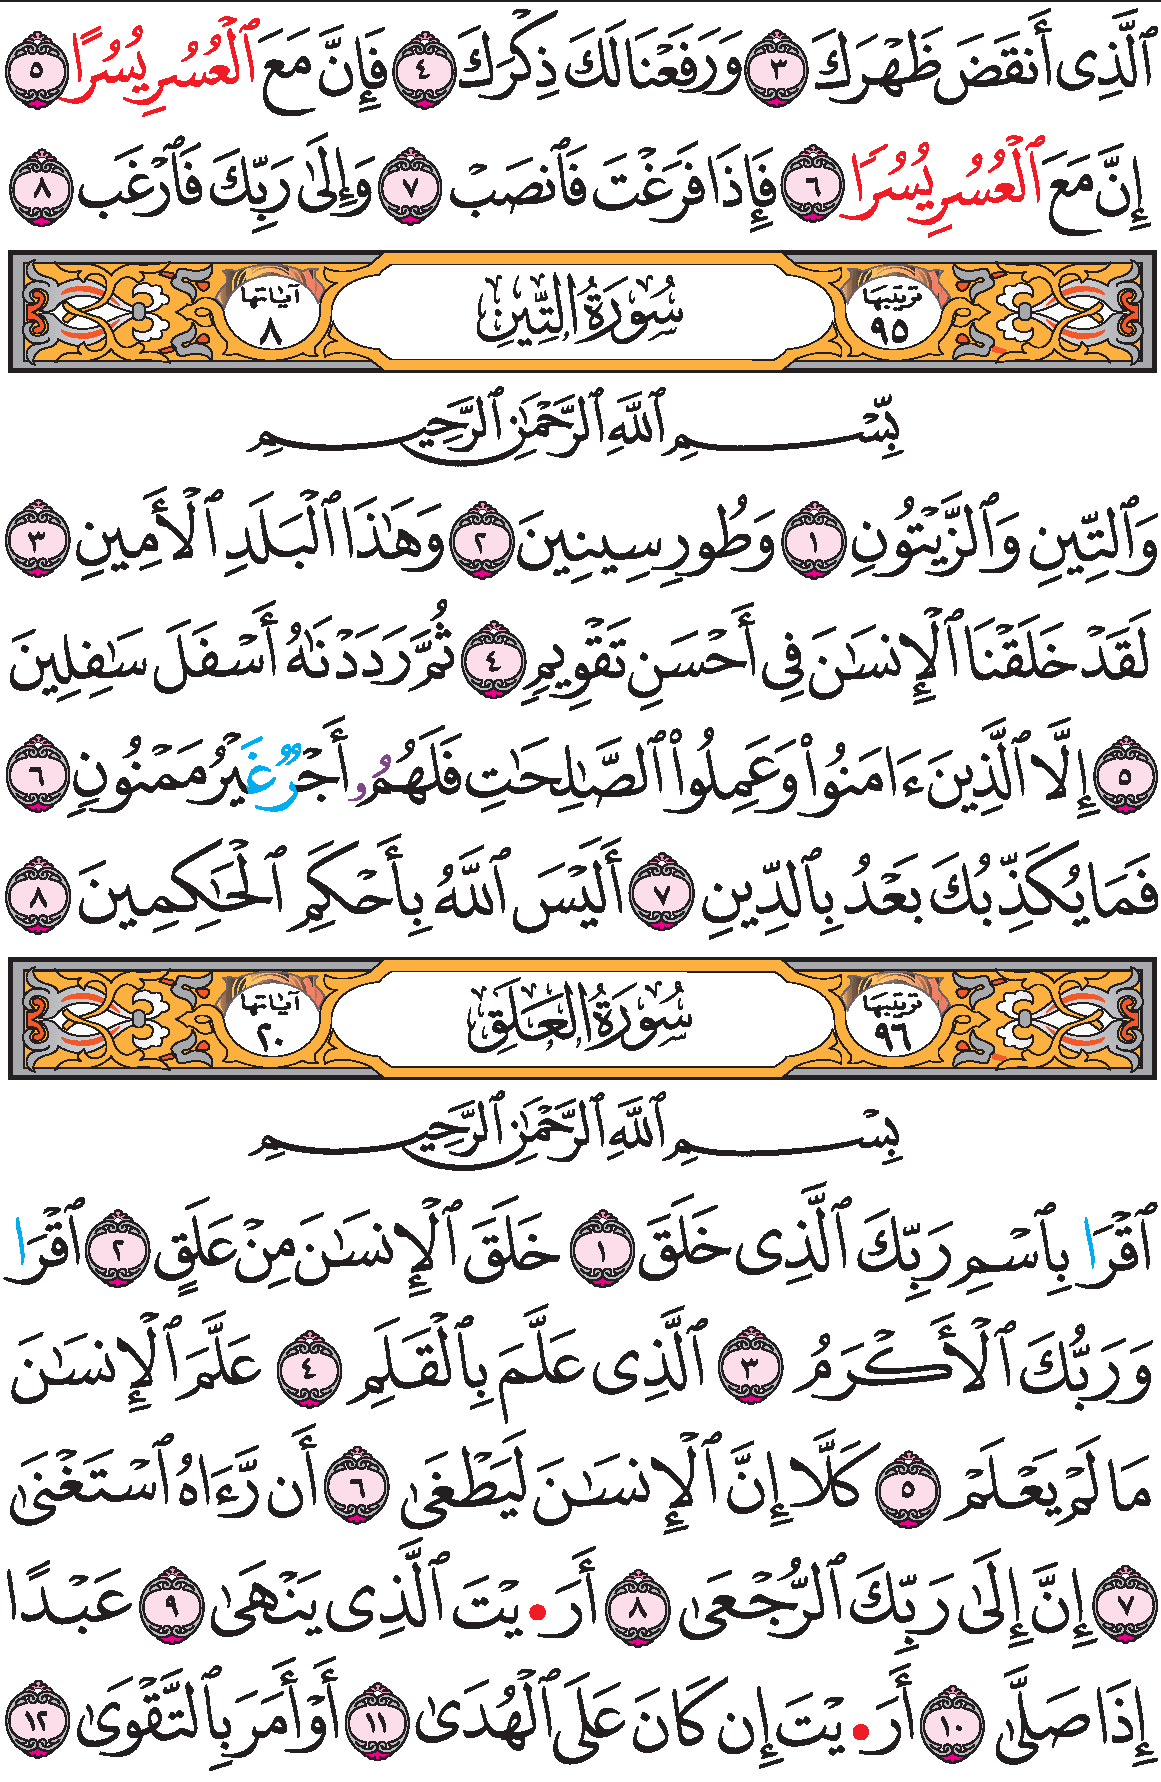 ٱلَّذِى أَنقَضَ ظَهْرَكَ ٣ وَرَفَعْنَا لَكَ ذِكْرَكَ ٤ فَإِنَّ مَعَ ٱلْعُسُرِ يُسُرًا ٥
إِنَّ مَعَ ٱلْعُسُرِ يُسُرًا ٦ فَإِذَا فَرَغْتَ فَٱنصَبْ ٧ وَإِلَىٰ رَبِّكَ فَٱرْغَب ٨
ترتيبها ٩٥ سُورَةُ التِّينِ آياتها ٨
بِّسْمِ ٱللَّهِ ٱلرَّحْمَٰنِ ٱلرَّحِيمِ
وَٱلتِّينِ وَٱلزَّيْتُونِ ١ وَطُورِ سِينِينَ ٢ وَهَٰذَا ٱلْبَلَدِ ٱلْأَمِينِ ٣
لَقَدْ خَلَقْنَا ٱلْإِنسَٰنَ فِى أَحْسَنِ تَقْوِيمٍ ٤ ثُمَّ رَدَدْنَٰهُ أَسْفَلَ سَٰفِلِينَ
٥ إِلَّا ٱلَّذِينَ ءَامَنُوا۟ وَعَمِلُوا۟ ٱلصَّٰلِحَٰتِ فَلَهُمُۥ أَجْرٌ غَيْرُ مَمْنُونٍ ٦
فَمَا يُكَذِّبُكَ بَعْدُ بِٱلدِّينِ ٧ أَلَيْسَ ٱللَّهُ بِأَحْكَمِ ٱلْحَٰكِمِينَ ٨
ترتيبها ٩٦ سُورَةُ العَلَقِ آياتها ٢٠
بِسْمِ ٱللَّهِ ٱلرَّحْمَٰنِ ٱلرَّحِيمِ
ٱقْرَا بِٱسْمِ رَبِّكَ ٱلَّذِى خَلَقَ ١ خَلَقَ ٱلْإِنسَٰنَ مِنْ عَلَقٍ ٢ ٱقْرَا
وَرَبُّكَ ٱلْأَكْرَمُ ٣ ٱلَّذِى عَلَّمَ بِٱلْقَلَمِ ٤ عَلَّمَ ٱلْإِنسَٰنَ
مَا لَمْ يَعْلَمْ ٥ كَلَّا إِنَّ ٱلْإِنسَٰنَ لَيَطْغَىٰ ٦ أَن رَّءَاهُ ٱسْتَغْنَىٰ
٧ إِنَّ إِلَىٰ رَبِّكَ ٱلرُّجْعَىٰ ٨ أَرَ•يْتَ ٱلَّذِى يَنْهَىٰ ٩ عَبْدًا
إِذَا صَلَّىٰ ١٠ أَرَ•يْتَ إِن كَانَ عَلَى ٱلْهُدَىٰ ١١ أَوْ أَمَرَ بِٱلتَّقْوَىٰ ١٢